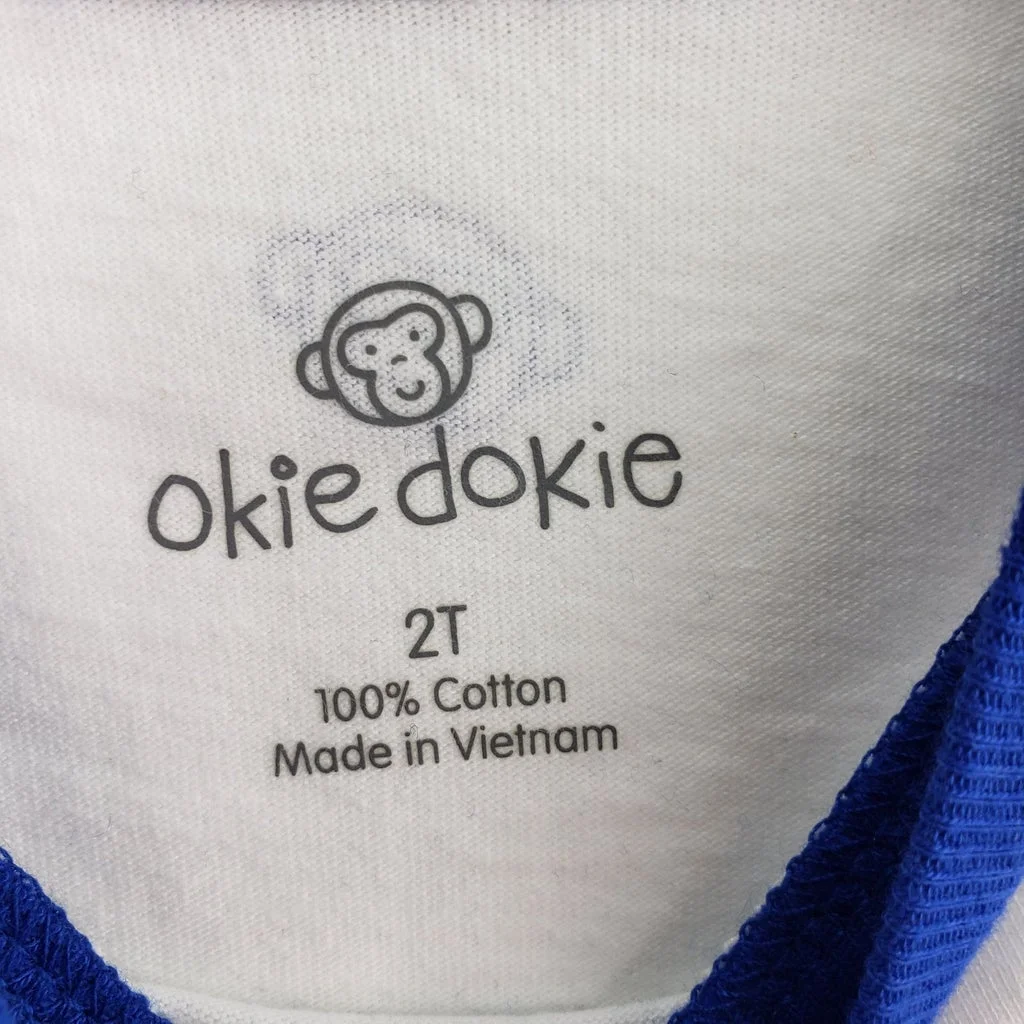 okie dokie
2T
100% Cotton
Made in Vietnam